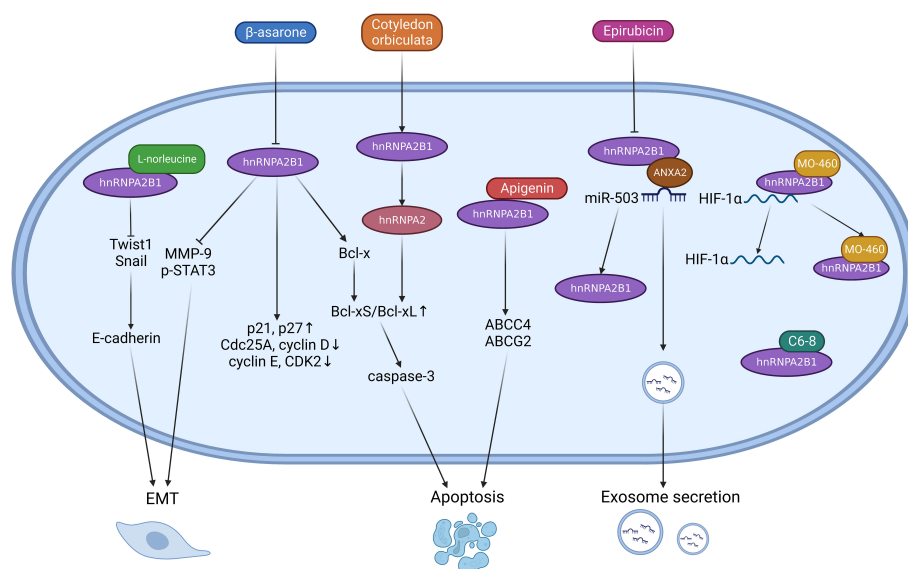 β-asarone
Cotyledon
orbiculata
Epirubicin
L-norleucine
hnRNPA2B1
hnRNPA2B1
hnRNPA2B1
hnRNPA2B1
ANXA2
MO-460
hnRNPA2B1
Apigenin
hnRNPA2B1
miR-503
HIF-1α
hnRNPA2
Twist1
Snail
MMP-9
p-STAT3
Bcl-x
HIF-1α
MO-460
hnRNPA2B1
hnRNPA2B1
Bcl-xS/Bcl-xL↑
E-cadherin
p21, p27↑
Cdc25A, cyclin D↓
cyclin E, CDK2↓
ABCC4
ABCG2
C6-8
hnRNPA2B1
caspase-3
EMT
Apoptosis
Exosome secretion